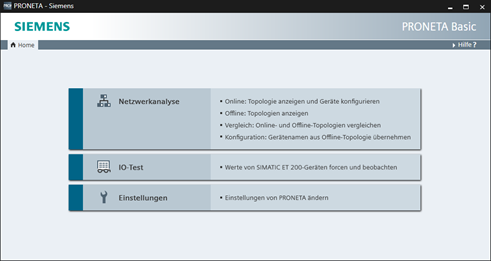 PRONETA - Siemens
SIEMENS
PRONETA Basic
Home
Hilfe ?
Netzwerkanalyse
• Online: Topologie anzeigen und Geräte konfigurieren
• Offline: Topologien anzeigen
• Vergleich: Online- und Offline-Topologien vergleichen
• Konfiguration: Gerätenamen aus Offline-Topologie übernehmen
IO-Test
• Werte von SIMATIC ET 200-Geräten forcen und beobachten
Einstellungen
• Einstellungen von PRONETA ändern